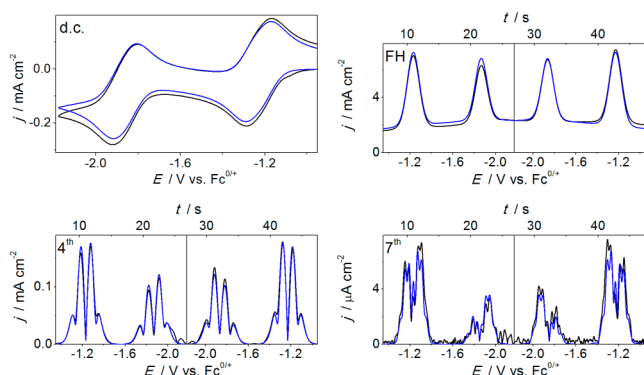 d.c.
0.0
-0.2
j / mA cm⁻²
-2.0 -1.6 -1.2
E / V vs. Fc⁰/⁺
t / s
10 20 30 40
FH
8
4
0
j / mA cm⁻²
-1.2 -1.6 -2.0 -1.6 -1.2
E / V vs. Fc⁰/⁺
t / s
10 20 30 40
4th
0.1
0.0
j / mA cm⁻²
-1.2 -1.6 -2.0 -1.6 -1.2
E / V vs. Fc⁰/⁺
t / s
10 20 30 40
7th
8
4
0
j / μA cm⁻²
-1.2 -1.6 -2.0 -1.6 -1.2
E / V vs. Fc⁰/⁺